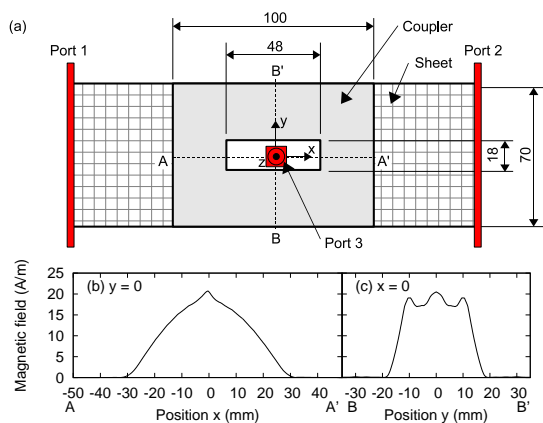 (a)
100
Port 1
48
Coupler
Port 2
B'
Sheet
y
A
x
A'
z
18
70
B
Port 3
Magnetic field (A/m)
25
20
15
10
5
0
(b) y = 0
(c) x = 0
-50 -40 -30 -20 -10 0 10 20 30 40
-30 -20 -10 0 10 20 30
A
A'
B
B'
Position x (mm)
Position y (mm)